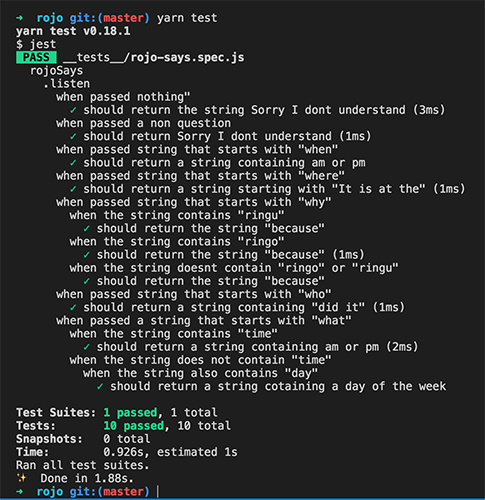 ➜ rojo git:(master) yarn test
yarn test v0.18.1
$ jest
PASS __tests__/rojo-says.spec.js
rojoSays
.listen
when passed nothing"
✓ should return the string Sorry I dont understand (3ms)
when passed a non question
✓ should return Sorry I dont understand (1ms)
when passed string that starts with "when"
✓ should return a string containing am or pm
when passed string that starts with "where"
✓ should return a string starting with "It is at the" (1ms)
when passed string that starts with "why"
when the string contains "ringu"
✓ should return the string "because"
when the string contains "ringo"
✓ should return the string "because" (1ms)
when the string doesnt contain "ringo" or "ringu"
✓ should return the string "because"
when passed string that starts with "who"
✓ should return a string containing "did it" (1ms)
when passed a string that starts with "what"
when the string contains "time"
✓ should return a string containing am or pm (2ms)
when the string does not contain "time"
when the string also contains "day"
✓ should return a string cotaining a day of the week
Test Suites: 1 passed, 1 total
Tests: 10 passed, 10 total
Snapshots: 0 total
Time: 0.926s, estimated 1s
Ran all test suites.
✨ Done in 1.88s.
➜ rojo git:(master)